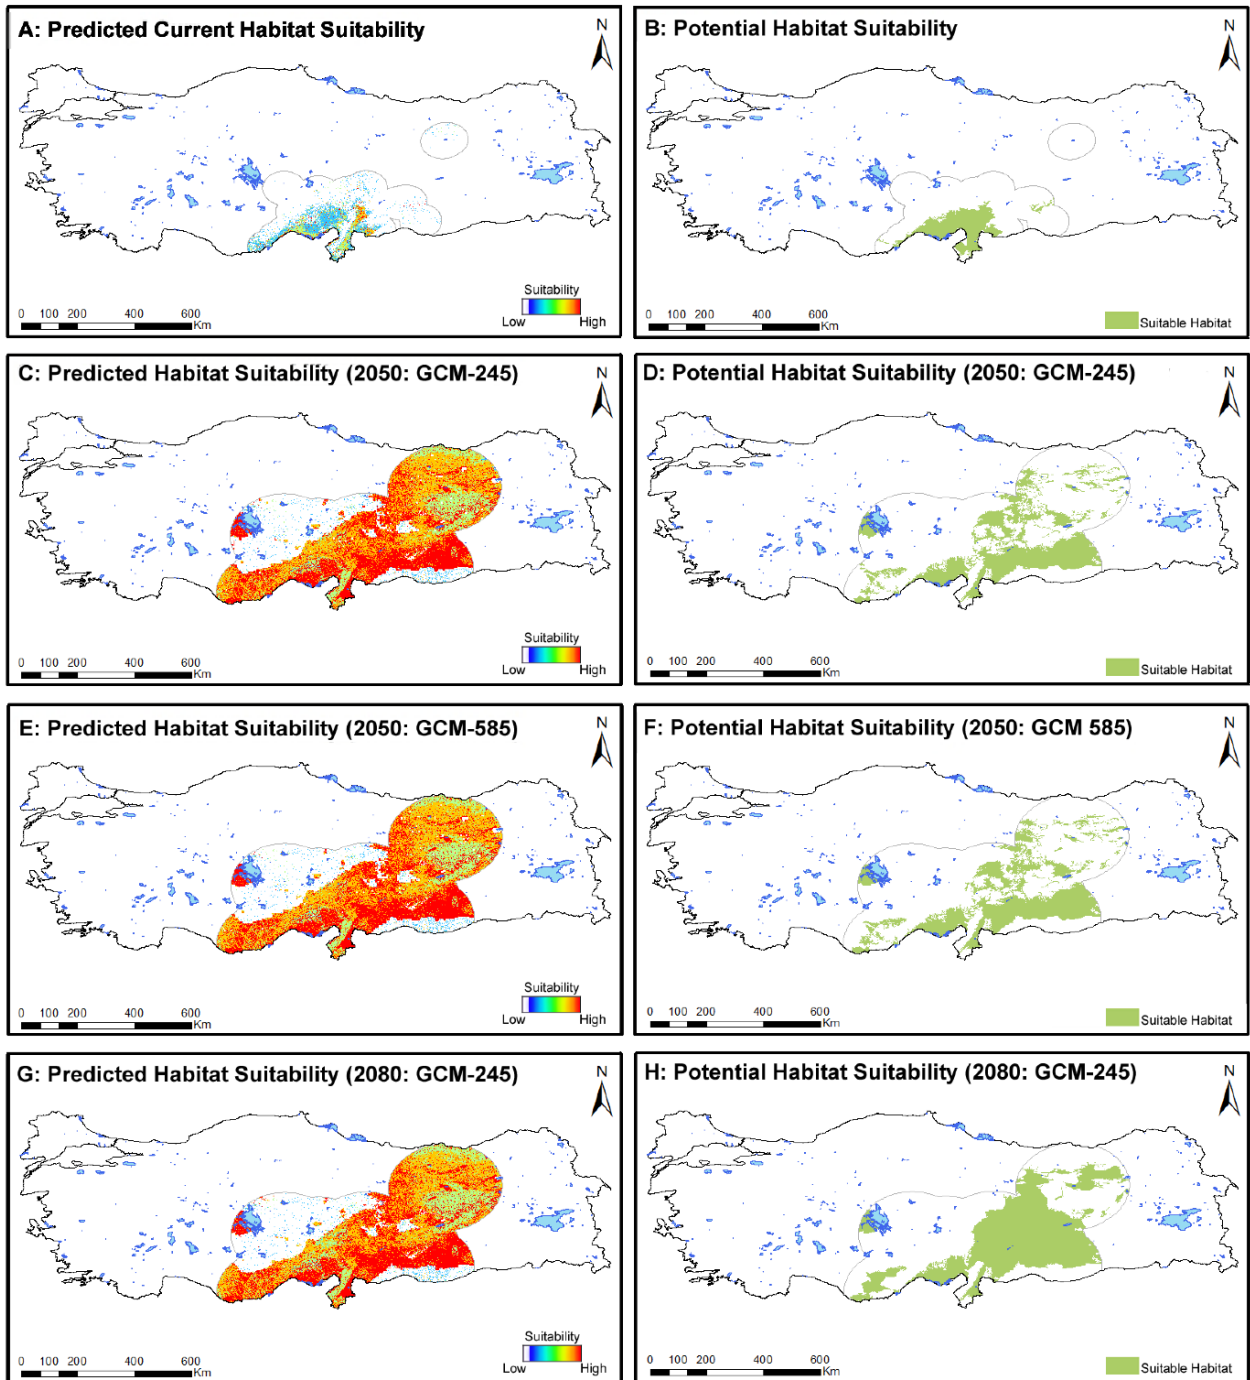 A: Predicted Current Habitat Suitability
N
Suitability
Low High
0 100 200 400 600
Km
B: Potential Habitat Suitability
N
0 100 200 400 600
Km
Suitable Habitat
C: Predicted Habitat Suitability (2050: GCM-245)
N
Suitability
Low High
0 100 200 400 600
Km
D: Potential Habitat Suitability (2050: GCM-245)
N
0 100 200 400 600
Km
Suitable Habitat
E: Predicted Habitat Suitability (2050: GCM-585)
N
Suitability
Low High
0 100 200 400 600
Km
F: Potential Habitat Suitability (2050: GCM 585)
N
0 100 200 400 600
Km
Suitable Habitat
G: Predicted Habitat Suitability (2080: GCM-245)
N
Suitability
Low High
0 100 200 400 600
Km
H: Potential Habitat Suitability (2080: GCM-245)
N
0 100 200 400 600
Km
Suitable Habitat